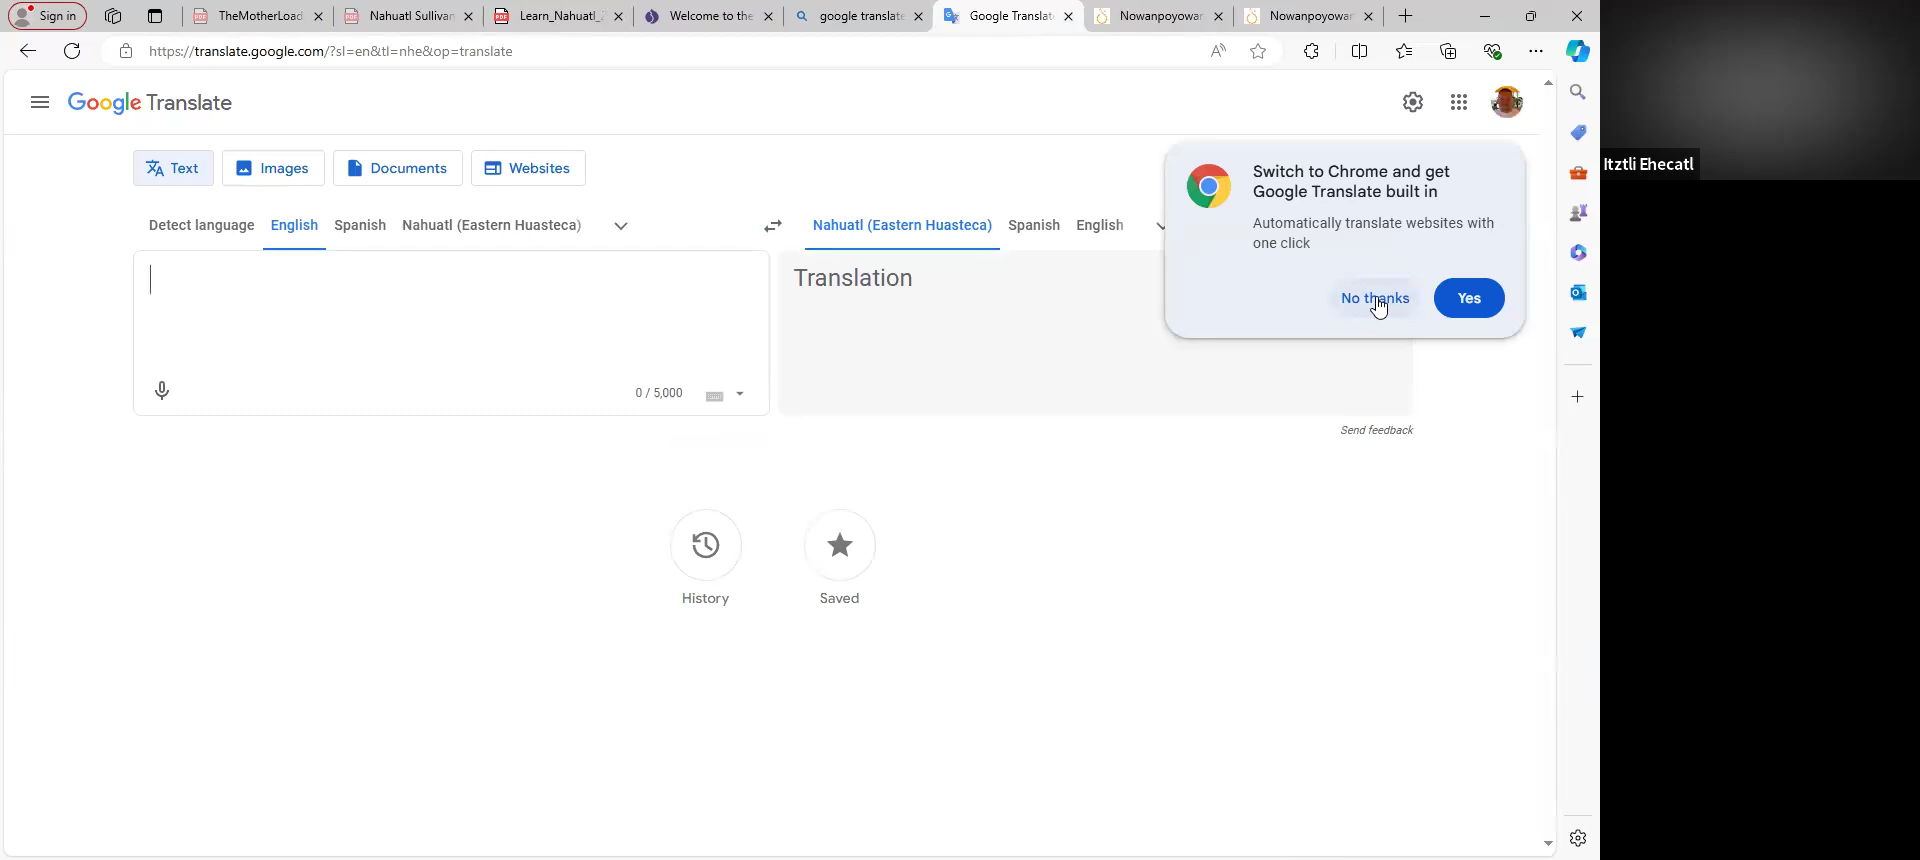 Sign in
TheMotherLoad
Nahuatl Sullivan
Learn_Nahuatl_
Welcome to the
google translate
Google Translat
Nowanpoyowar
Nowanpoyowar
https://translate.google.com/?sl=en&tl=nhe&op=translate
Google Translate
Text
Images
Documents
Websites
Switch to Chrome and get
Google Translate built in
Automatically translate websites with
one click
No thanks
Yes
Detect language
English
Spanish
Nahuatl (Eastern Huasteca)
Nahuatl (Eastern Huasteca)
Spanish
English
Translation
0 / 5,000
Send feedback
History
Saved
Itztli Ehecatl